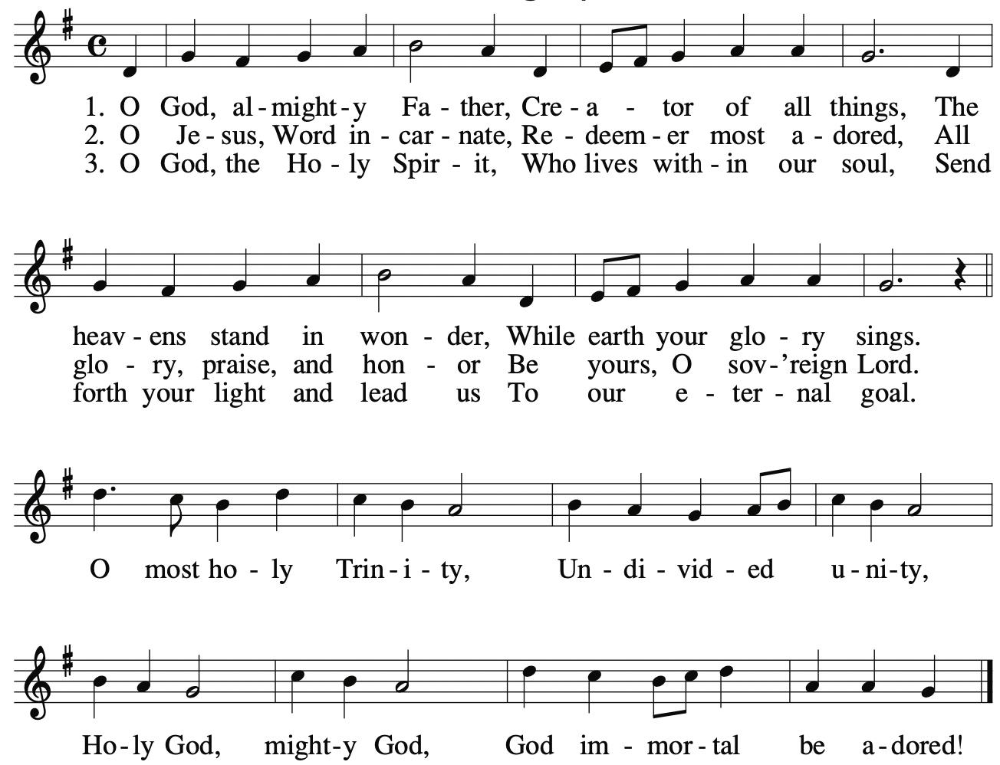 1. O God, al - might - y Fa - ther, Cre - a - tor of all things, The
2. O Je - sus, Word in - car - nate, Re - deem - er most a - dored, All
3. O God, the Ho - ly Spir - it, Who lives with - in our soul, Send
heav - ens stand in won - der, While earth your glo - ry sings.
glo - ry, praise, and hon - or Be yours, O sov - 'reign Lord.
forth your light and lead us To our e - ter - nal goal.
O most ho - ly Trin - i - ty, Un - di - vid - ed u - ni - ty,
Ho - ly God, might - y God, God im - mor - tal be a - dored!